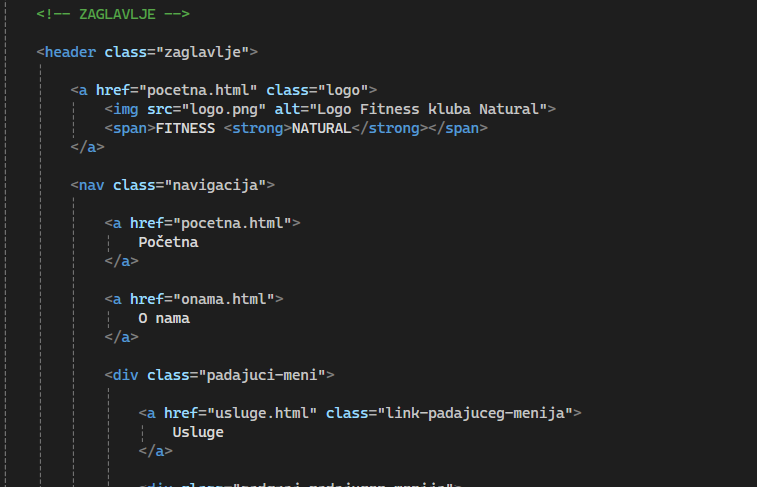 <!-- ZAGLAVLJE -->
<header class="zaglavlje">
<a href="pocetna.html" class="logo">
<img src="logo.png" alt="Logo Fitness kluba Natural">
<span>FITNESS <strong>NATURAL</strong></span>
</a>
<nav class="navigacija">
<a href="pocetna.html">
Početna
</a>
<a href="onama.html">
O nama
</a>
<div class="padajuci-meni">
<a href="usluge.html" class="link-padajuceg-menija">
Usluge
</a>